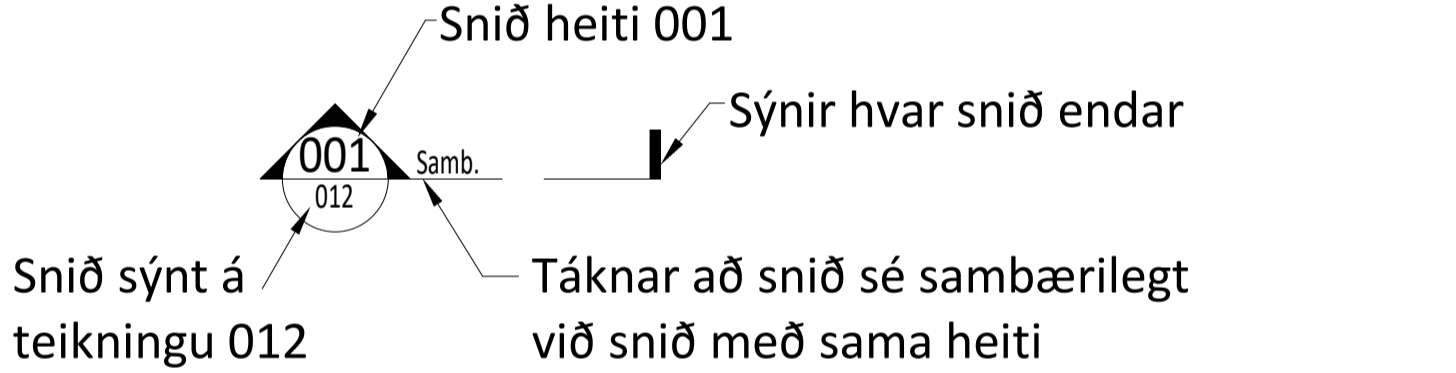 Snið heiti 001
Sýnir hvar snið endar
001
Samb.
012
Snið sýnt á
teikningu 012
Táknar að snið sé sambærilegt
við snið með sama heiti